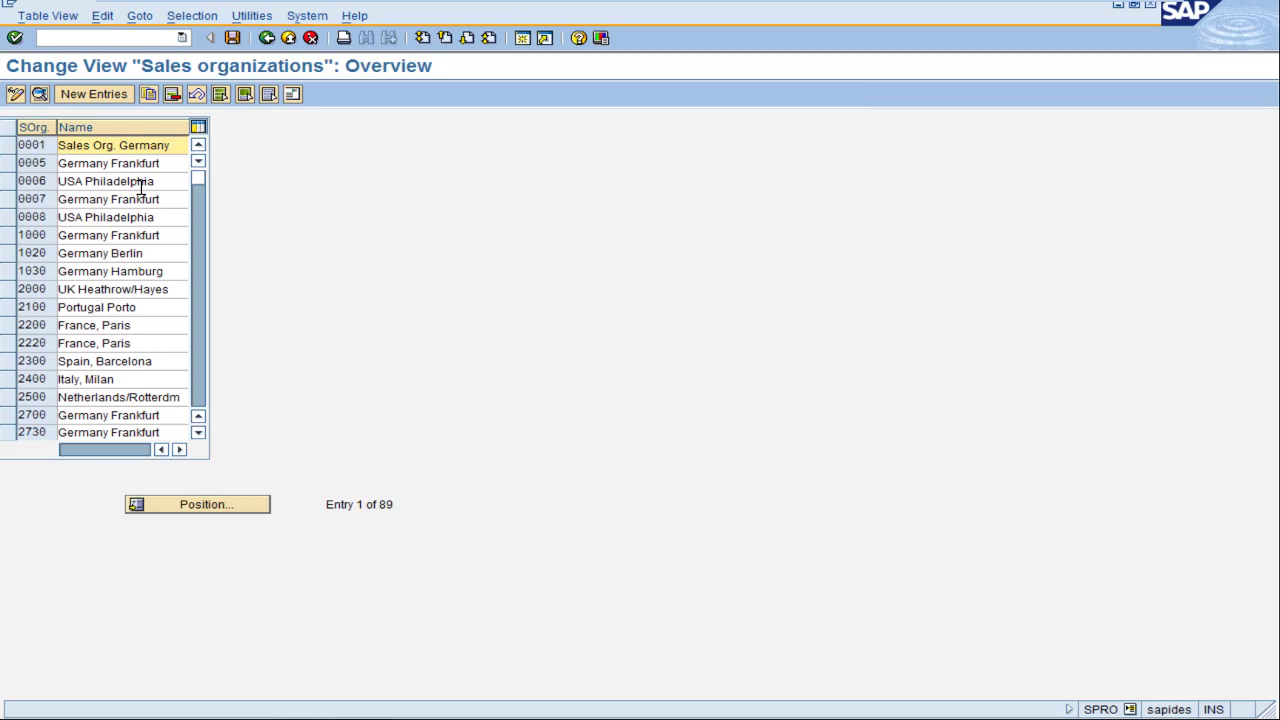 Table View Edit Goto Selection Utilities System Help
SAP
Change View "Sales organizations": Overview
New Entries
SOrg. Name
0001 Sales Org. Germany
0005 Germany Frankfurt
0006 USA Philadelphia
0007 Germany Frankfurt
0008 USA Philadelphia
1000 Germany Frankfurt
1020 Germany Berlin
1030 Germany Hamburg
2000 UK Heathrow/Hayes
2100 Portugal Porto
2200 France, Paris
2220 France, Paris
2300 Spain, Barcelona
2400 Italy, Milan
2500 Netherlands/Rotterdm
2700 Germany Frankfurt
2730 Germany Frankfurt
Position... Entry 1 of 89
SPRO sapides INS